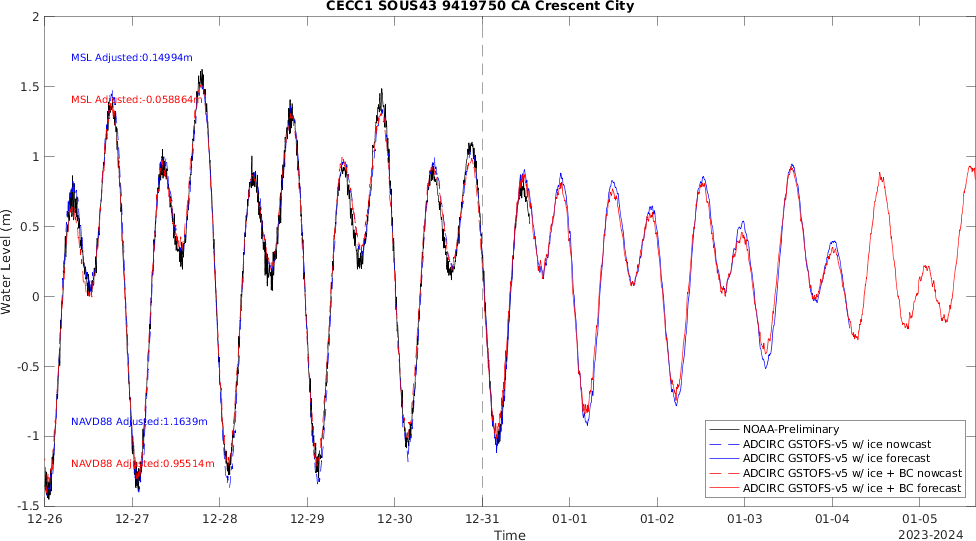 CECC1 SOUS43 9419750 CA Crescent City
2
1.5
1
0.5
0
-0.5
-1
-1.5
Water Level (m)
MSL Adjusted:0.14994m
MSL Adjusted:-0.058864m
NAVD88 Adjusted:1.1639m
NAVD88 Adjusted:0.95514m
NOAA-Preliminary
ADCIRC GSTOFS-v5 w/ ice nowcast
ADCIRC GSTOFS-v5 w/ ice forecast
ADCIRC GSTOFS-v5 w/ ice + BC nowcast
ADCIRC GSTOFS-v5 w/ ice + BC forecast
12-26 12-27 12-28 12-29 12-30 12-31 01-01 01-02 01-03 01-04 01-05
Time
2023-2024